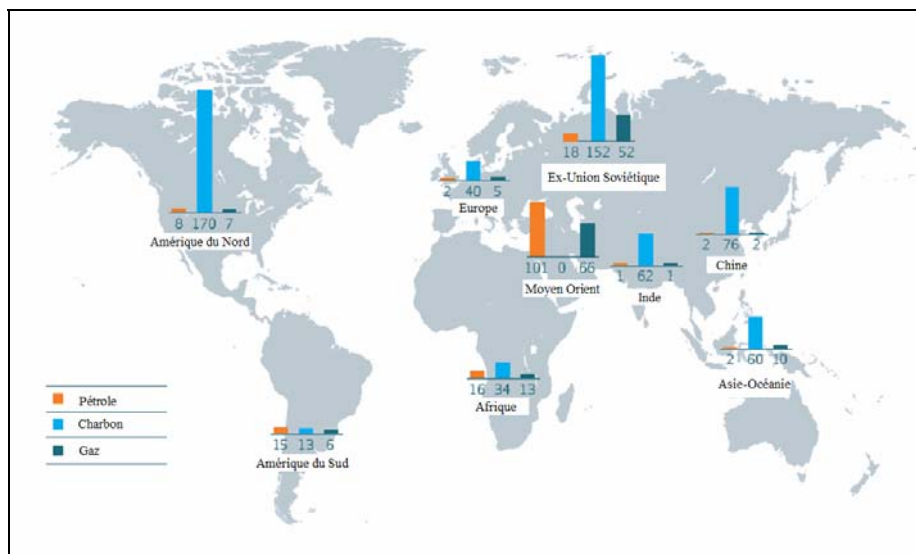 18 152 52
Ex-Union Soviétique
2 40 5
Europe
8 170 7
Amérique du Nord
101 0 66
Moyen Orient
1 62 1
Inde
2 76 2
Chine
2 60 10
Asie-Océanie
16 34 13
Afrique
15 13 6
Amérique du Sud
Pétrole
Charbon
Gaz